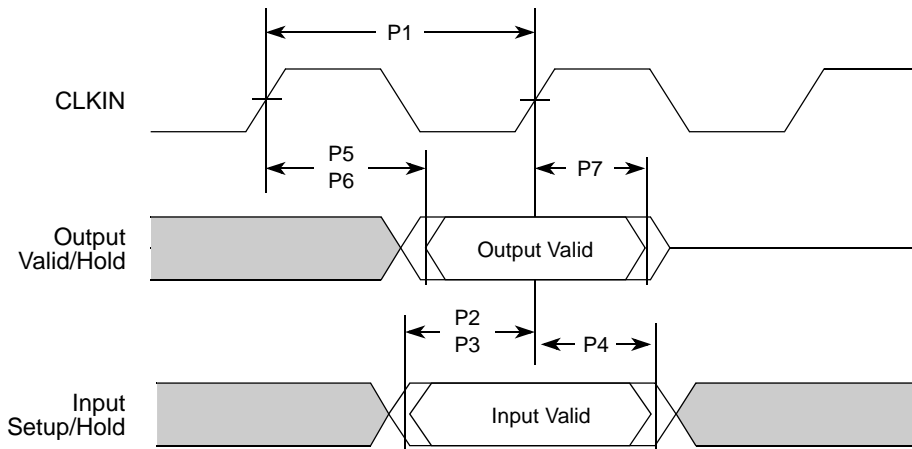 P1
CLKIN
P5
P6
P7
Output
Valid/Hold
Output Valid
P2
P3
P4
Input
Setup/Hold
Input Valid